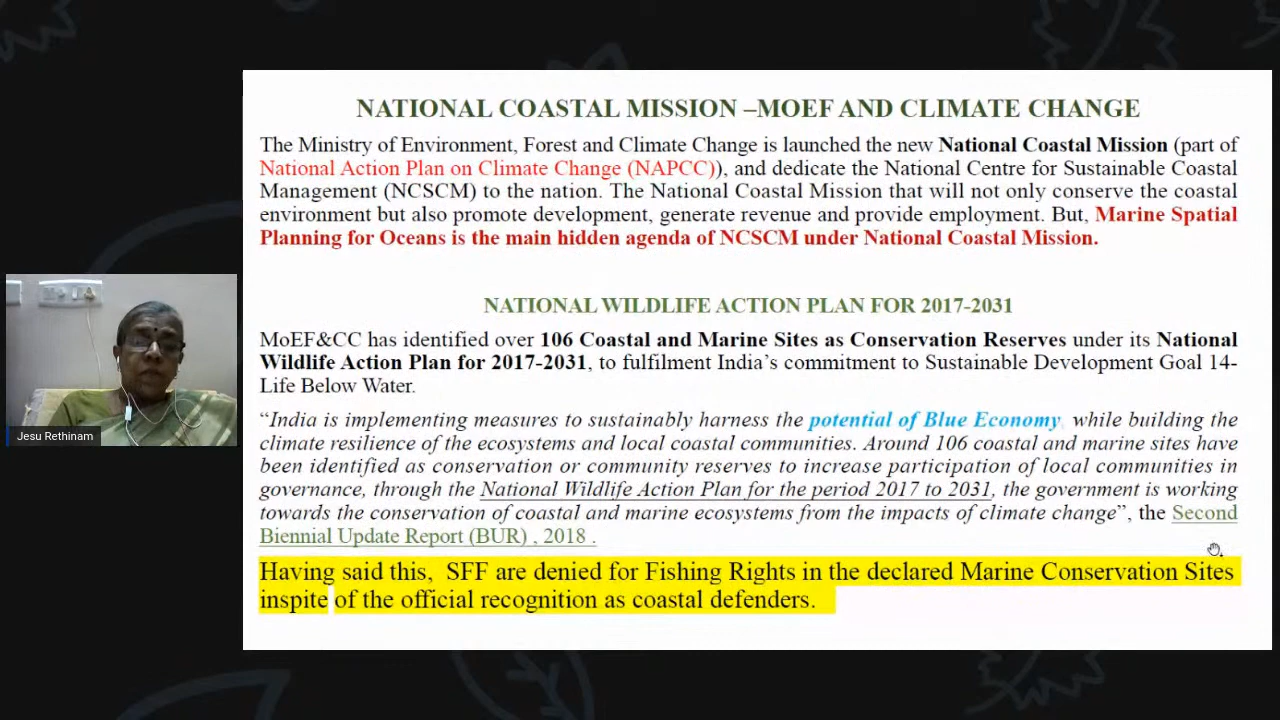 NATIONAL COASTAL MISSION –MOEF AND CLIMATE CHANGE
The Ministry of Environment, Forest and Climate Change is launched the new National Coastal Mission (part of
National Action Plan on Climate Change (NAPCC)), and dedicate the National Centre for Sustainable Coastal
Management (NCSCM) to the nation. The National Coastal Mission that will not only conserve the coastal
environment but also promote development, generate revenue and provide employment. But, Marine Spatial
Planning for Oceans is the main hidden agenda of NCSCM under National Coastal Mission.
NATIONAL WILDLIFE ACTION PLAN FOR 2017-2031
MoEF&CC has identified over 106 Coastal and Marine Sites as Conservation Reserves under its National
Wildlife Action Plan for 2017-2031, to fulfilment India’s commitment to Sustainable Development Goal 14-
Life Below Water.
“India is implementing measures to sustainably harness the potential of Blue Economy, while building the
climate resilience of the ecosystems and local coastal communities. Around 106 coastal and marine sites have
been identified as conservation or community reserves to increase participation of local communities in
governance, through the National Wildlife Action Plan for the period 2017 to 2031, the government is working
towards the conservation of coastal and marine ecosystems from the impacts of climate change”, the Second
Biennial Update Report (BUR) , 2018 .
Having said this, SFF are denied for Fishing Rights in the declared Marine Conservation Sites
inspite of the official recognition as coastal defenders.
Jesu Rethinam